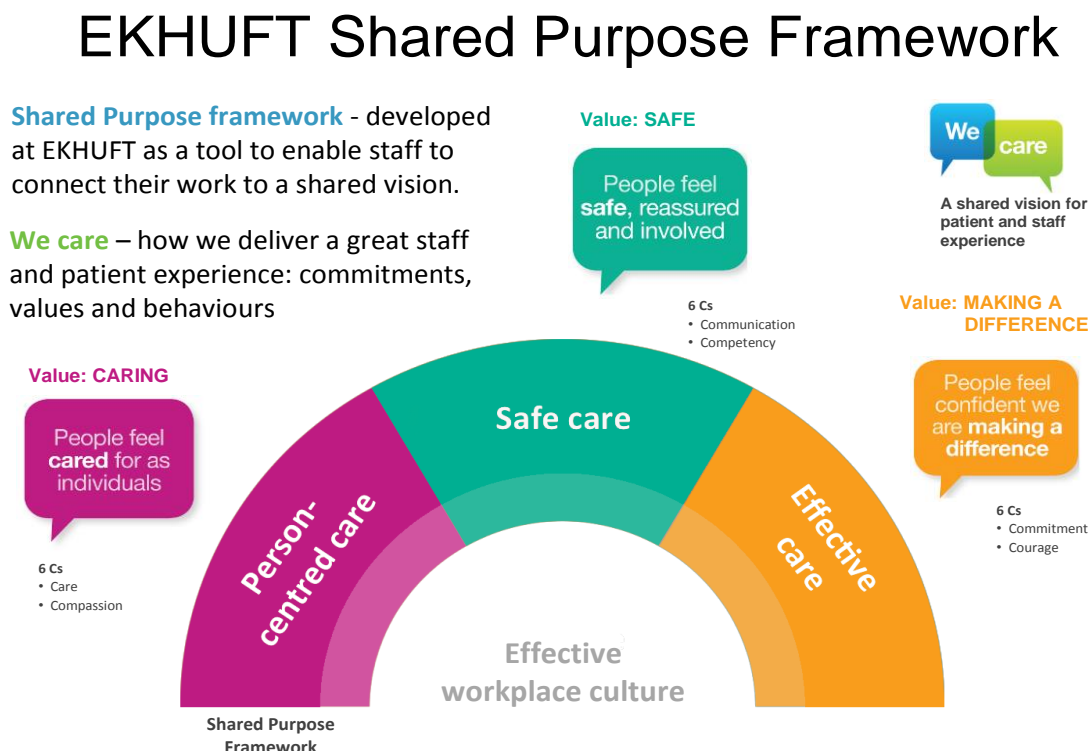 EKHUFT Shared Purpose Framework
Shared Purpose framework - developed
at EKHUFT as a tool to enable staff to
connect their work to a shared vision.
We care – how we deliver a great staff
and patient experience: commitments,
values and behaviours
Value: SAFE
People feel
safe, reassured
and involved
6 Cs
• Communication
• Competency
We
care
A shared vision for
patient and staff
experience
Value: MAKING A
DIFFERENCE
People feel
confident we
are making a
difference
6 Cs
• Commitment
• Courage
Value: CARING
People feel
cared for as
individuals
6 Cs
• Care
• Compassion
Person-
centred care
Safe care
Effective
care
Effective
workplace culture
Shared Purpose
Framework